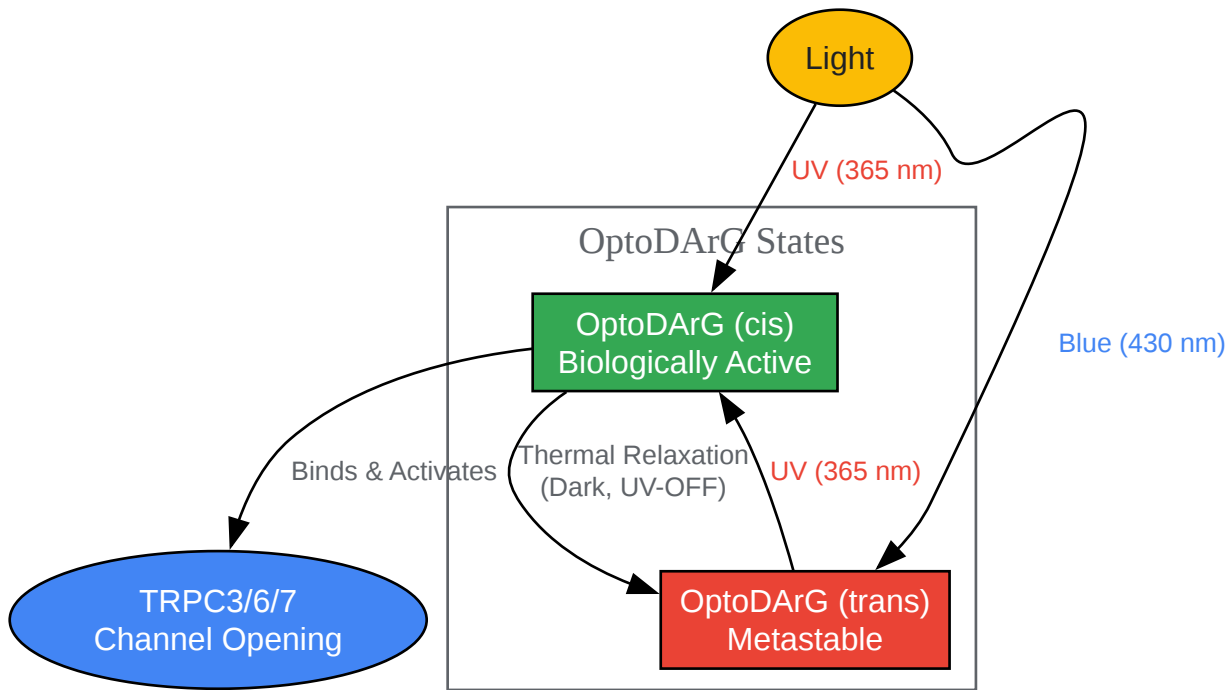 Light
UV (365 nm)
OptoDArG States
OptoDArG (cis)
Biologically Active
Blue (430 nm)
Binds & Activates
Thermal Relaxation
(Dark, UV-OFF)
UV (365 nm)
TRPC3/6/7
Channel Opening
OptoDArG (trans)
Metastable